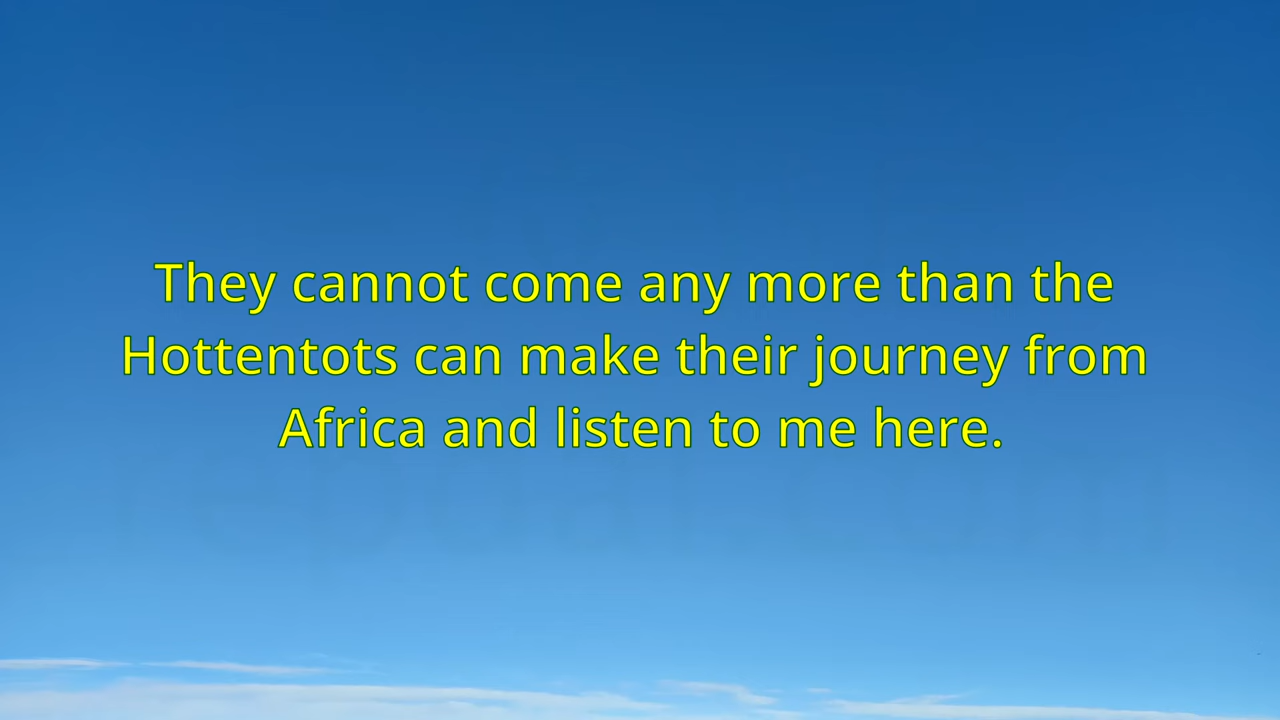 They cannot come any more than the
Hottentots can make their journey from
Africa and listen to me here.